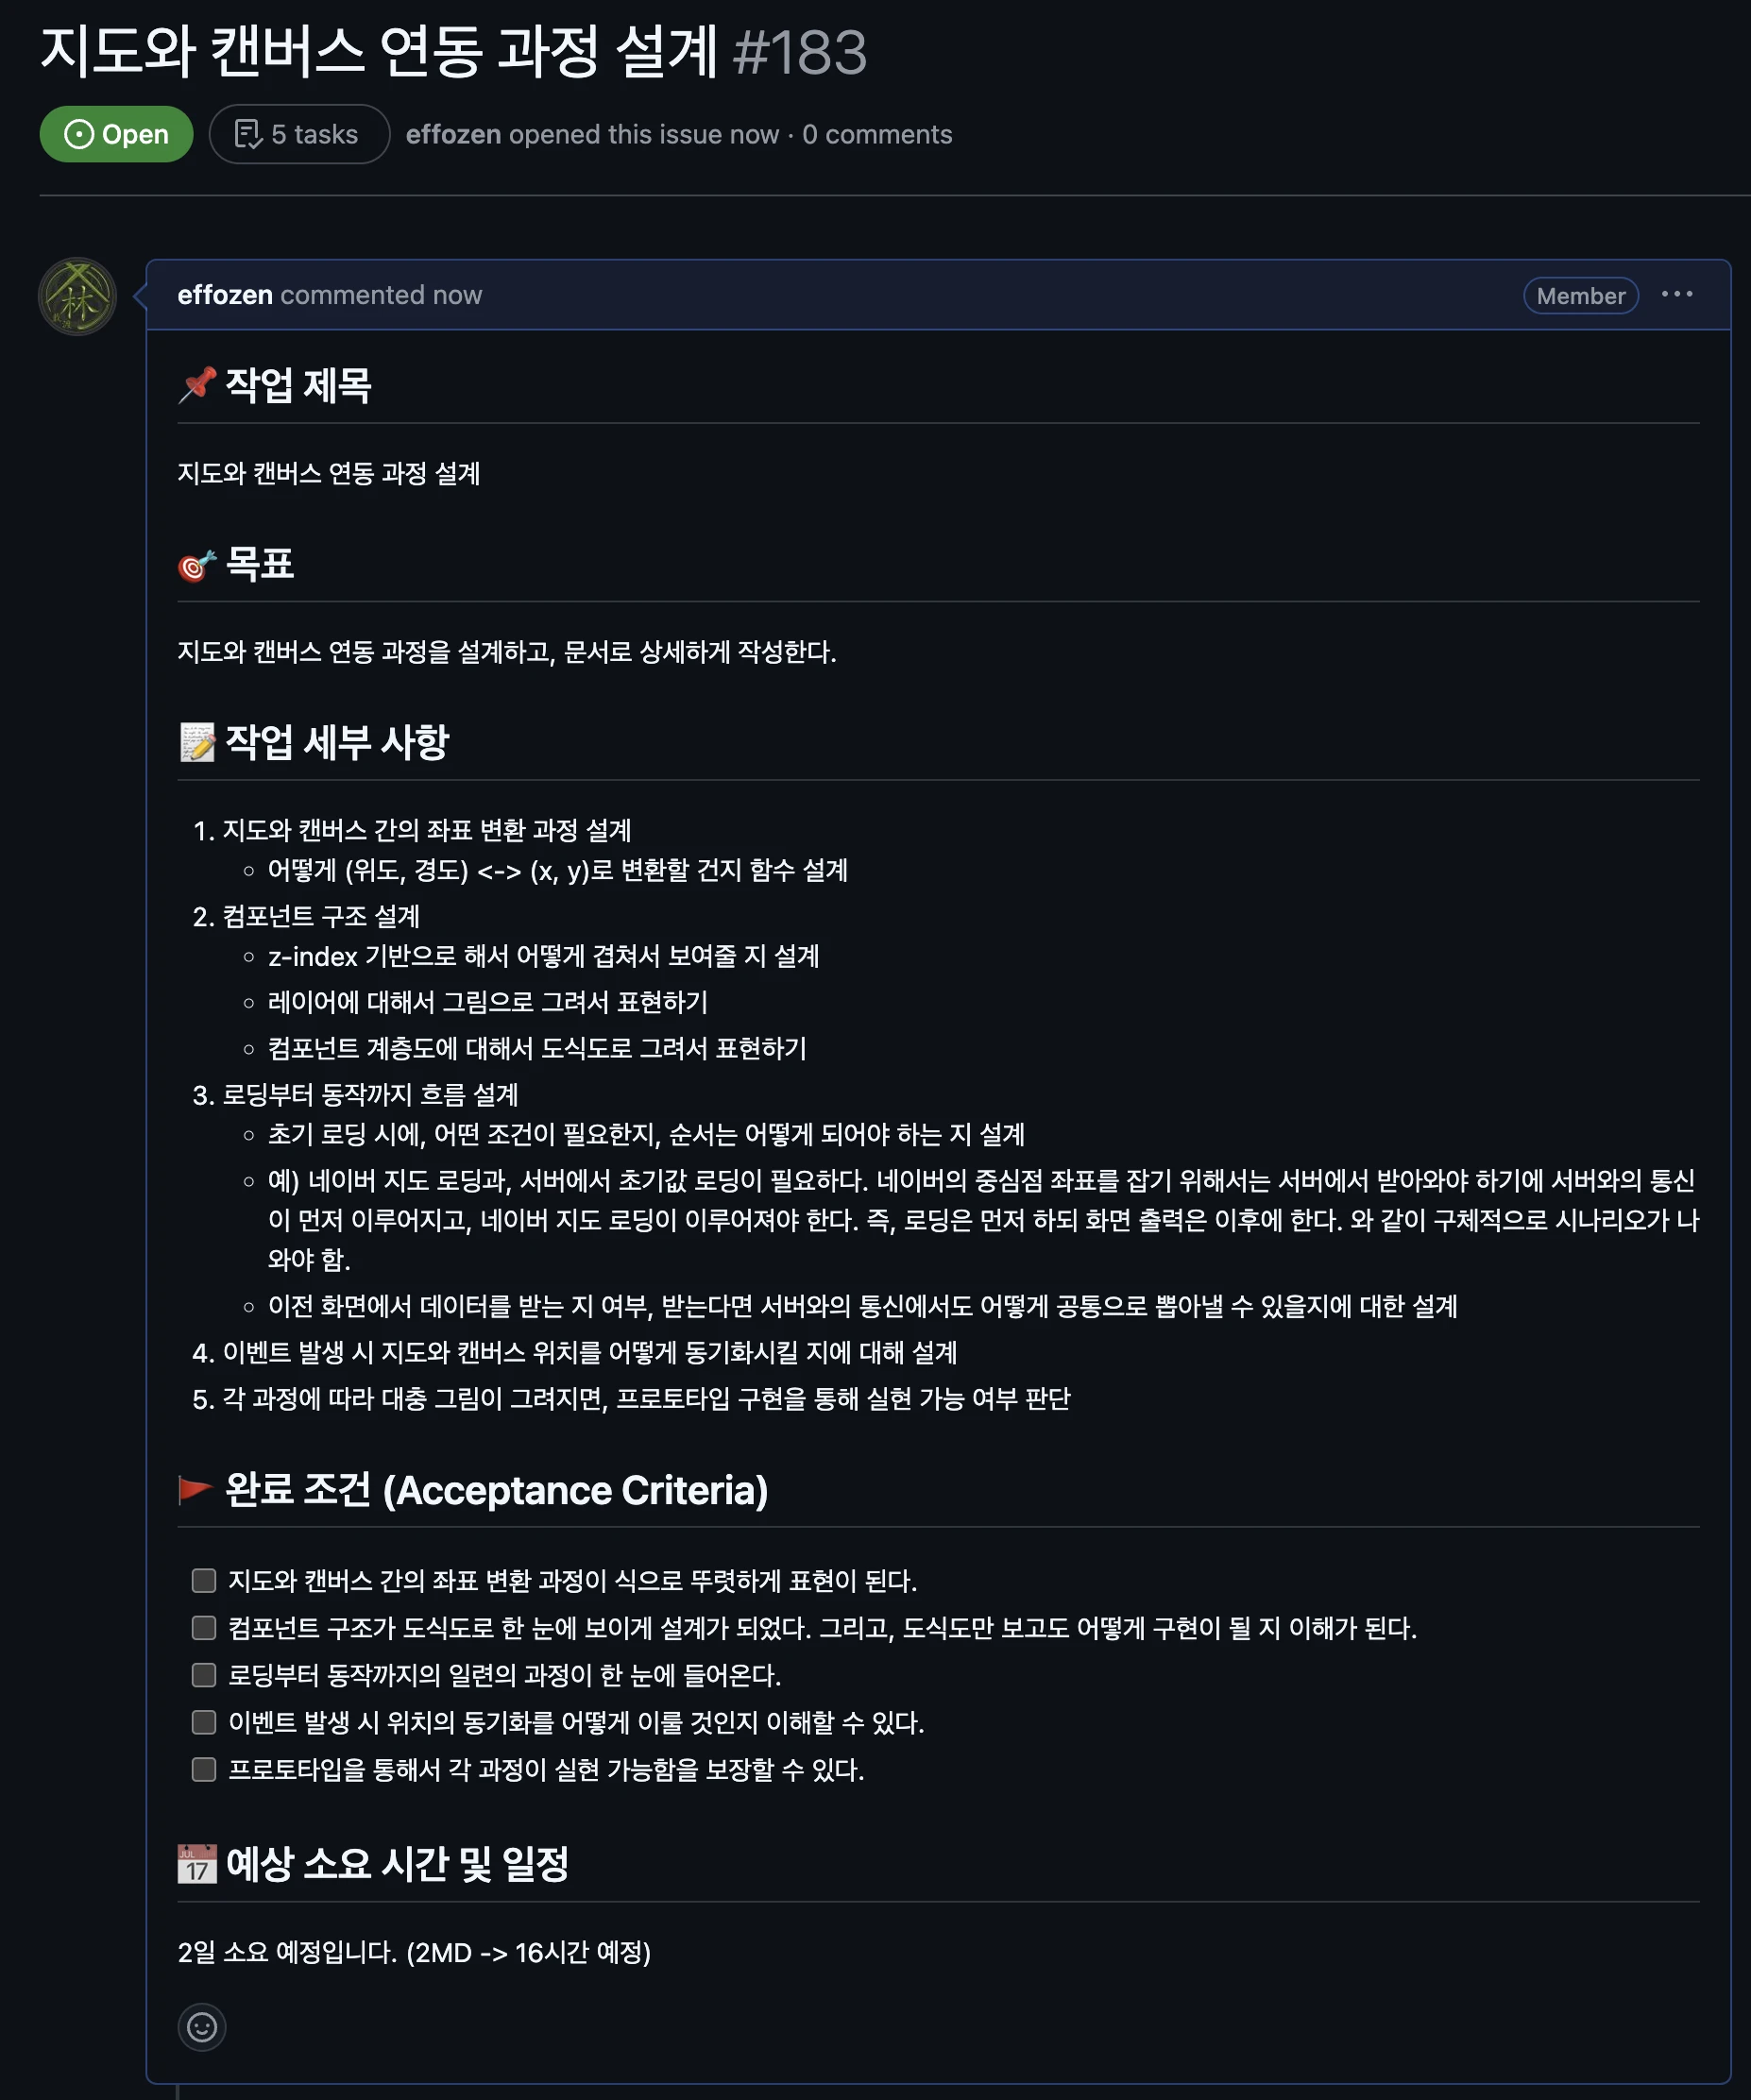 지도와 캔버스 연동 과정 설계 #183
Open
5 tasks
effozen opened this issue now · 0 comments
effozen commented now
Member
작업 제목
지도와 캔버스 연동 과정 설계
목표
지도와 캔버스 연동 과정을 설계하고, 문서로 상세하게 작성한다.
작업 세부 사항
1. 지도와 캔버스 간의 좌표 변환 과정 설계
어떻게 (위도, 경도) <-> (x, y)로 변환할 건지 함수 설계
2. 컴포넌트 구조 설계
z-index 기반으로 해서 어떻게 겹쳐서 보여줄 지 설계
레이어에 대해서 그림으로 그려서 표현하기
컴포넌트 계층도에 대해서 도식도로 그려서 표현하기
3. 로딩부터 동작까지 흐름 설계
초기 로딩 시에, 어떤 조건이 필요한지, 순서는 어떻게 되어야 하는 지 설계
예) 네이버 지도 로딩과, 서버에서 초기값 로딩이 필요하다. 네이버의 중심점 좌표를 잡기 위해서는 서버에서 받아와야 하기에 서버와의 통신
이 먼저 이루어지고, 네이버 지도 로딩이 이루어져야 한다. 즉, 로딩은 먼저 하되 화면 출력은 이후에 한다. 와 같이 구체적으로 시나리오가 나
와야 함.
이전 화면에서 데이터를 받는 지 여부, 받는다면 서버와의 통신에서도 어떻게 공통으로 뽑아낼 수 있을지에 대한 설계
4. 이벤트 발생 시 지도와 캔버스 위치를 어떻게 동기화시킬 지에 대해 설계
5. 각 과정에 따라 대충 그림이 그려지면, 프로토타입 구현을 통해 실현 가능 여부 판단
완료 조건 (Acceptance Criteria)
지도와 캔버스 간의 좌표 변환 과정이 식으로 뚜렷하게 표현이 된다.
컴포넌트 구조가 도식도로 한 눈에 보이게 설계가 되었다. 그리고, 도식도만 보고도 어떻게 구현이 될 지 이해가 된다.
로딩부터 동작까지의 일련의 과정이 한 눈에 들어온다.
이벤트 발생 시 위치의 동기화를 어떻게 이룰 것인지 이해할 수 있다.
프로토타입을 통해서 각 과정이 실현 가능함을 보장할 수 있다.
예상 소요 시간 및 일정
2일 소요 예정입니다. (2MD -> 16시간 예정)